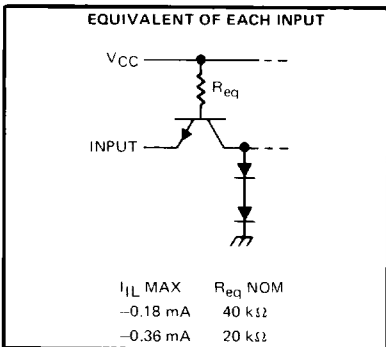 EQUIVALENT OF EACH INPUT
VCC
Req
INPUT
IIL MAX Req NOM
−0.18 mA 40 kΩ
−0.36 mA 20 kΩ